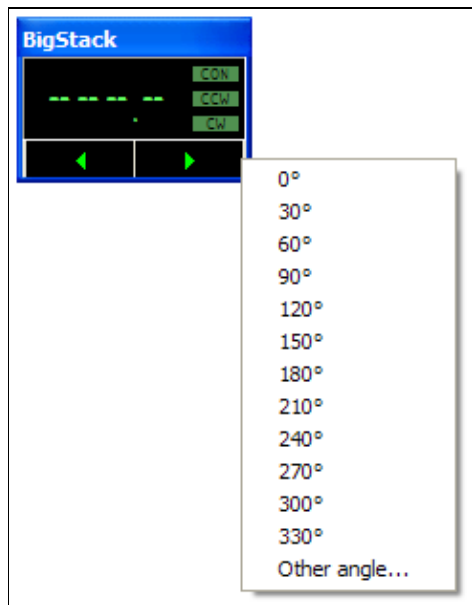 BigStack
CON
-- -- -- . --
CCW
CW
0°
30°
60°
90°
120°
150°
180°
210°
240°
270°
300°
330°
Other angle...